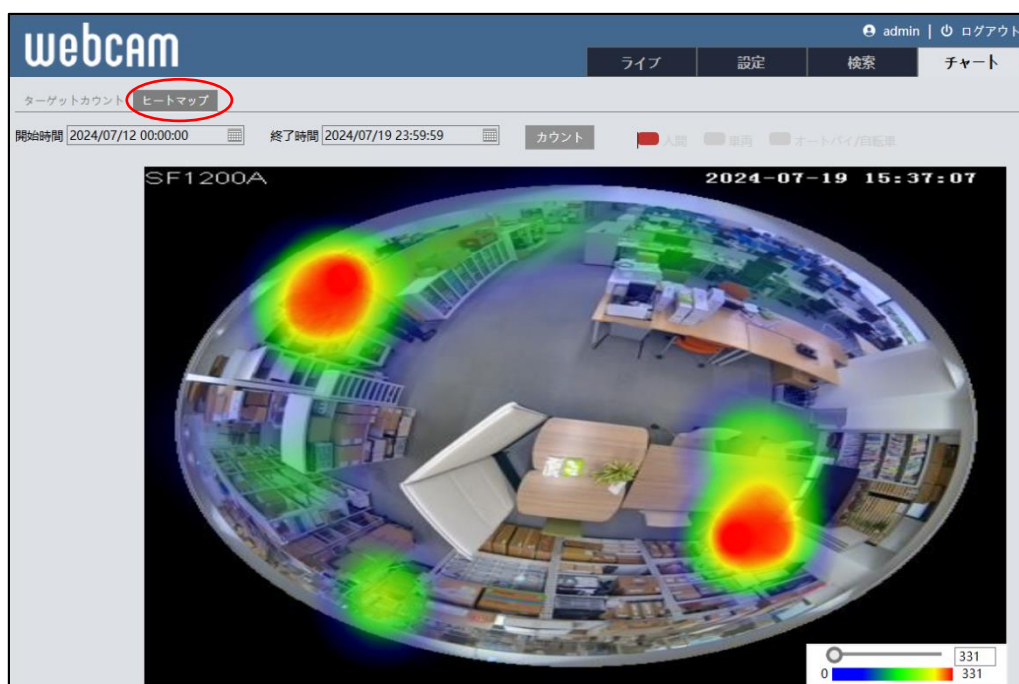 webcam
admin | ログアウト
ライブ 設定 検索 チャート
ターゲットカウント ヒートマップ
開始時間 2024/07/12 00:00:00 終了時間 2024/07/19 23:59:59 カウント 人間 車両 オートバイ/自転車
SF1200A 2024-07-19 15:37:07
331
0 331